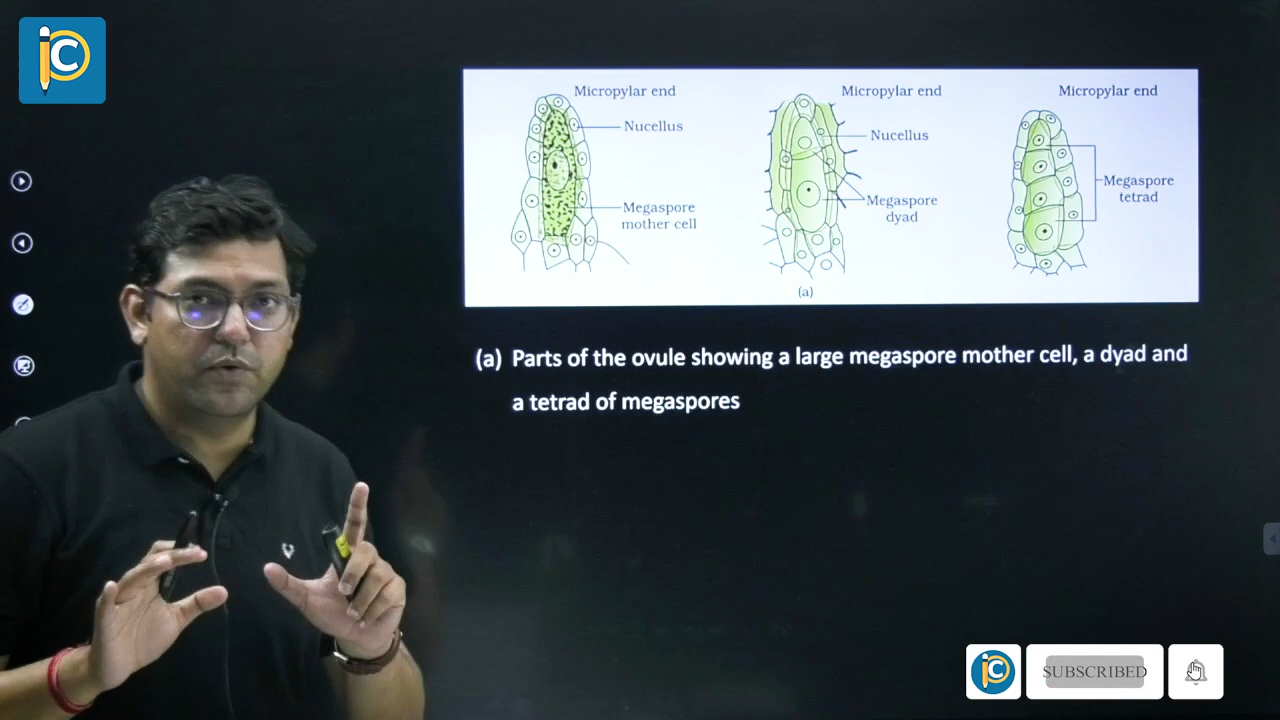 C
Micropylar end
Nucellus
Megaspore
mother cell
Micropylar end
Nucellus
Megaspore
dyad
(a)
Micropylar end
Megaspore
tetrad
(a) Parts of the ovule showing a large megaspore mother cell, a dyad and
a tetrad of megaspores
C
SUBSCRIBED